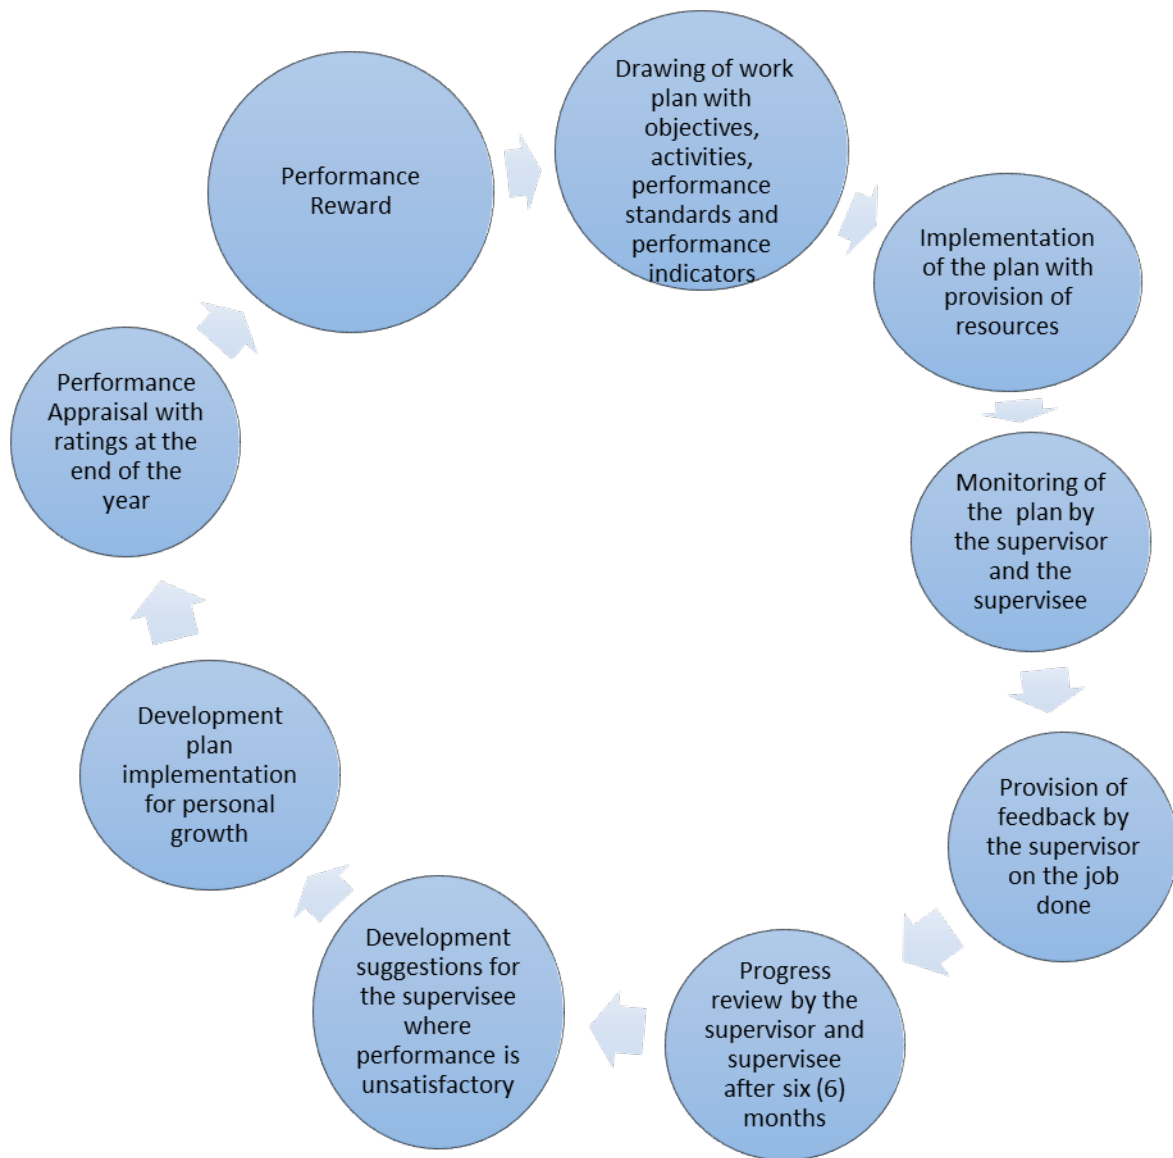 Drawing of work
plan with
objectives,
activities,
performance
standards and
performance
indicators
Implementation
of the plan with
provision of
resources
Monitoring of
the plan by
the supervisor
and the
supervisee
Provision of
feedback by
the supervisor
on the job
done
Progress
review by the
supervisor and
supervisee
after six (6)
months
Development
suggestions for
the supervisee
where
performance is
unsatisfactory
Development
plan
implementation
for personal
growth
Performance
Appraisal with
ratings at the
end of the
year
Performance
Reward